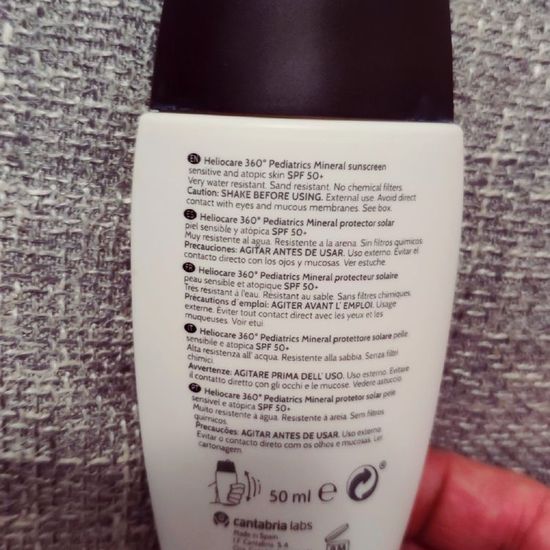 EN Heliocare 360° Pediatrics Mineral sunscreen
sensitive and atopic skin SPF 50+
Very water resistant. Sand resistant. No chemical filters.
Caution: SHAKE BEFORE USING. External use. Avoid direct
contact with eyes and mucous membranes. See box.
ES Heliocare 360° Pediatrics Mineral protector solar
piel sensible y atópica SPF 50+
Muy resistente al agua. Resistente a la arena. Sin filtros químicos.
Precauciones: AGITAR ANTES DE USAR. Uso externo. Evitar el
contacto directo con los ojos y mucosas. Ver estuche.
FR Heliocare 360° Pediatrics Mineral protecteur solaire
peau sensible et atopique SPF 50+
Très résistant à l'eau. Résistant au sable. San filtres chimiques.
Précautions d'emploi: AGITER AVANT L' EMPLOI. Usage
externe. Eviter tout contact direct avec les yeux et les
muqueuses. Voir étui
IT Heliocare 360° Pediatrics Mineral protettore solare pelle
sensibile e atopica SPF 50+
Alta resistenza all' acqua. Resistente alla sabbia. Senza filtri
chimici.
Avvertenze: AGITARE PRIMA DELL' USO. Uso esterno. Evitare
il contatto diretto con gli occhi e le mucose. Vedere astuccio.
PT Heliocare 360° Pediatrics Mineral protetor solar pele
sensível e atópica SPF 50+
Muito resistente à água. Resistente à areia. Sem filtros
químicos.
Precauções: AGITAR ANTES DE USAR. Uso externo.
Evitar o contacto directo com os olhos e mucosas. Ler
cartonagem.
50 ml e
cantabria labs
Made in Spain
I.F. Cantabria, S.A.